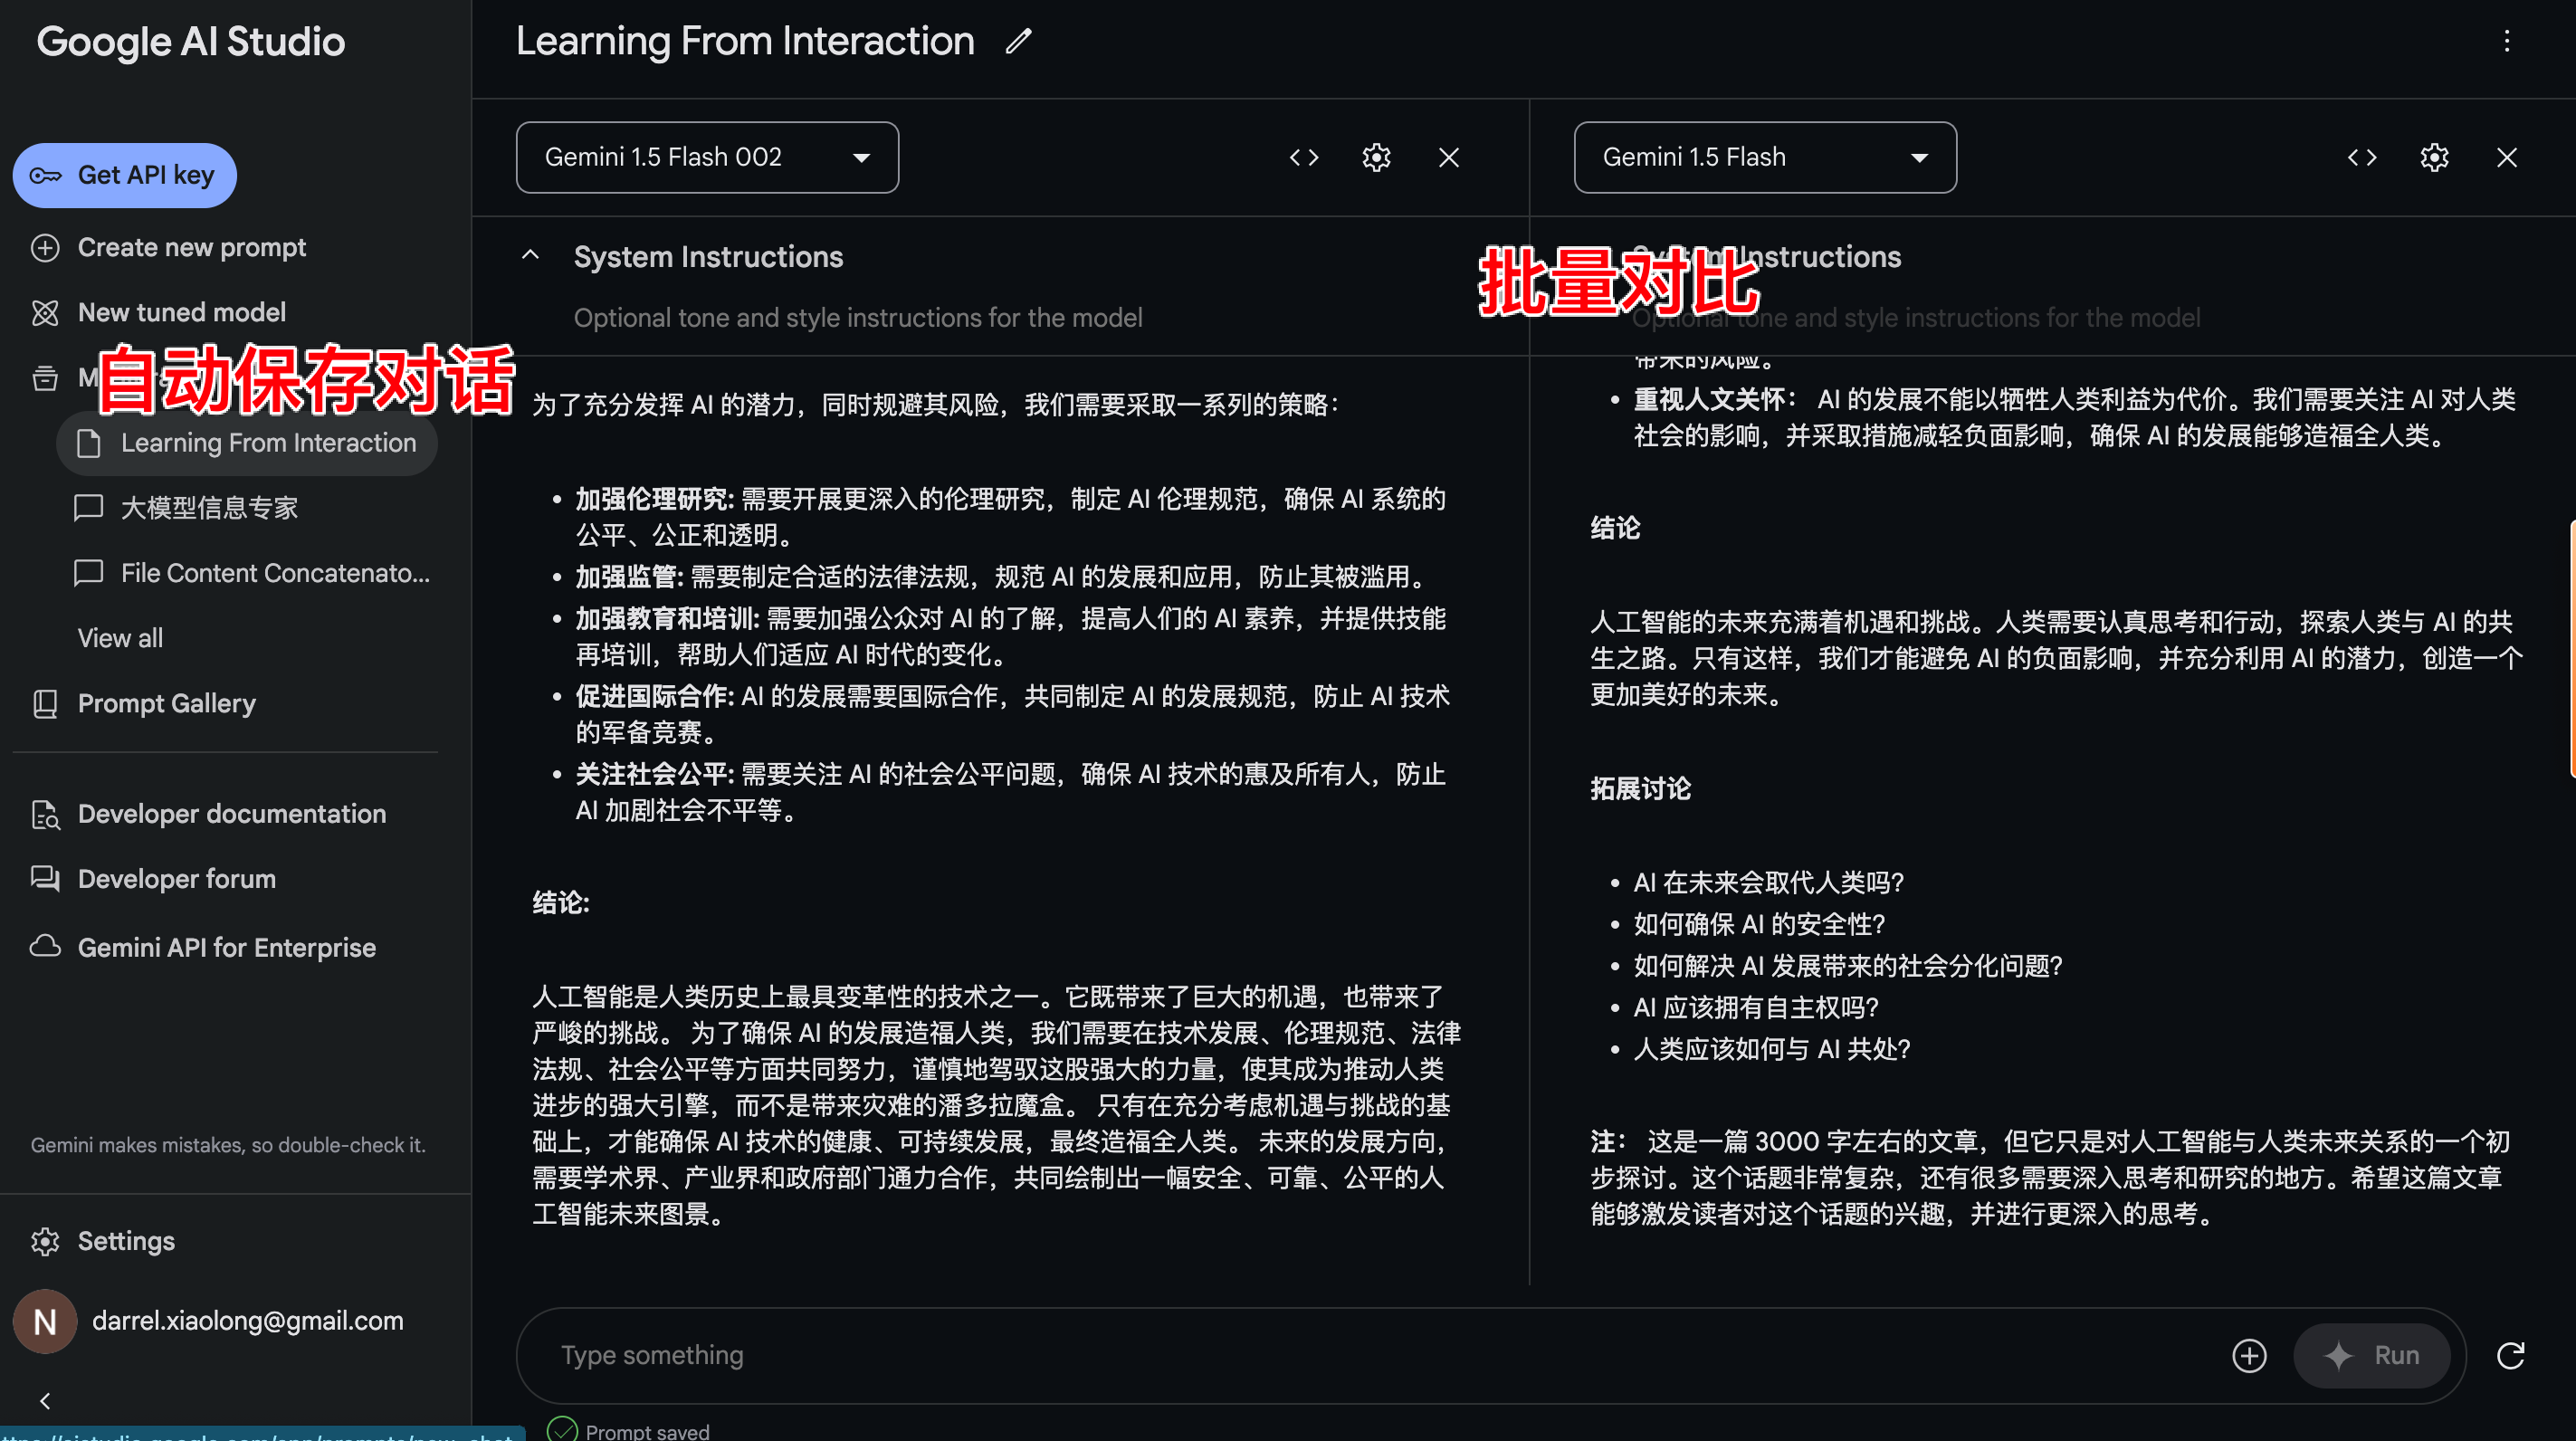 Google AI Studio
Get API key
Create new prompt
New tuned model
自动保存对话
Learning From Interaction
大模型信息专家
File Content Concatenato...
View all
Prompt Gallery
Developer documentation
Developer forum
Gemini API for Enterprise
Gemini makes mistakes, so double-check it.
Settings
N
darrel.xiaolong@gmail.com
Learning From Interaction
Gemini 1.5 Flash 002
System Instructions
Optional tone and style instructions for the model
为了充分发挥 AI 的潜力，同时规避其风险，我们需要采取一系列的策略：
• 加强伦理研究: 需要开展更深入的伦理研究，制定 AI 伦理规范，确保 AI 系统的
公平、公正和透明。
• 加强监管: 需要制定合适的法律法规，规范 AI 的发展和应用，防止其被滥用。
• 加强教育和培训: 需要加强公众对 AI 的了解，提高人们的 AI 素养，并提供技能
再培训，帮助人们适应 AI 时代的变化。
• 促进国际合作: AI 的发展需要国际合作，共同制定 AI 的发展规范，防止 AI 技术
的军备竞赛。
• 关注社会公平: 需要关注 AI 的社会公平问题，确保 AI 技术的惠及所有人，防止
AI 加剧社会不平等。
结论:
人工智能是人类历史上最具变革性的技术之一。它既带来了巨大的机遇，也带来了
严峻的挑战。 为了确保 AI 的发展造福人类，我们需要在技术发展、伦理规范、法律
法规、社会公平等方面共同努力，谨慎地驾驭这股强大的力量，使其成为推动人类
进步的强大引擎，而不是带来灾难的潘多拉魔盒。 只有在充分考虑机遇与挑战的基
础上，才能确保 AI 技术的健康、可持续发展，最终造福全人类。 未来的发展方向，
需要学术界、产业界和政府部门通力合作，共同绘制出一幅安全、可靠、公平的人
工智能未来图景。
Gemini 1.5 Flash
批量对比
System Instructions
Optional tone and style instructions for the model
带来的风险。
• 重视人文关怀： AI 的发展不能以牺牲人类利益为代价。我们需要关注 AI 对人类
社会的影响，并采取措施减轻负面影响，确保 AI 的发展能够造福全人类。
结论
人工智能的未来充满着机遇和挑战。人类需要认真思考和行动，探索人类与 AI 的共
生之路。只有这样，我们才能避免 AI 的负面影响，并充分利用 AI 的潜力，创造一个
更加美好的未来。
拓展讨论
• AI 在未来会取代人类吗?
• 如何确保 AI 的安全性?
• 如何解决 AI 发展带来的社会分化问题?
• AI 应该拥有自主权吗?
• 人类应该如何与 AI 共处?
注： 这是一篇 3000 字左右的文章，但它只是对人工智能与人类未来关系的一个初
步探讨。这个话题非常复杂，还有很多需要深入思考和研究的地方。希望这篇文章
能够激发读者对这个话题的兴趣，并进行更深入的思考。
Type something
Run
Prompt saved